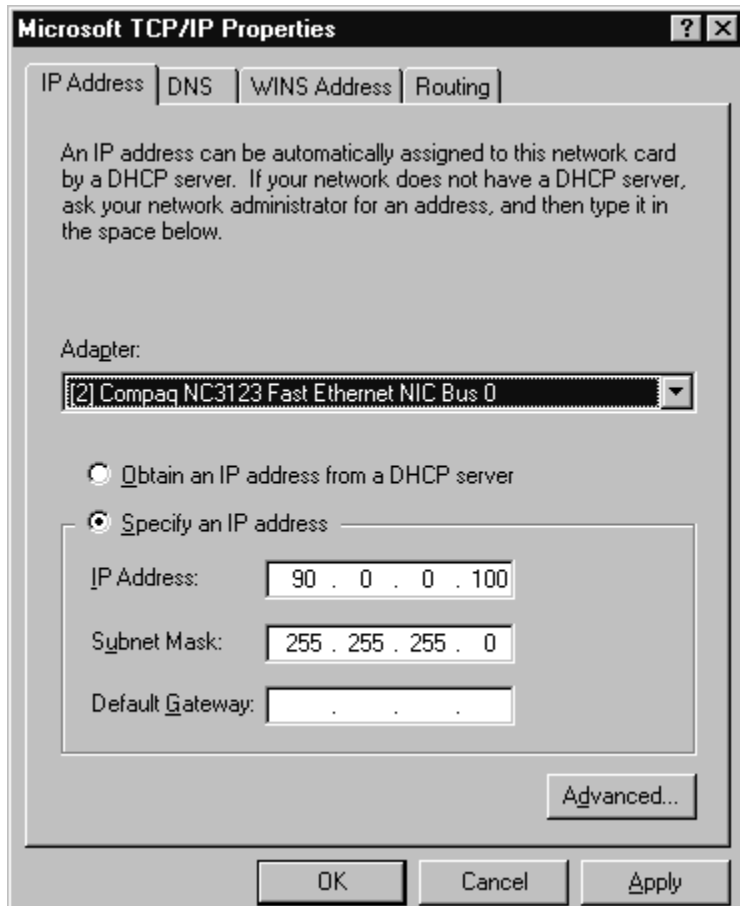 Microsoft TCP/IP Properties
IP Address DNS WINS Address Routing
An IP address can be automatically assigned to this network card
by a DHCP server.  If your network does not have a DHCP server,
ask your network administrator for an address, and then type it in
the space below.
Adapter:
[2] Compaq NC3123 Fast Ethernet NIC Bus 0
Obtain an IP address from a DHCP server
Specify an IP address
IP Address: 90 . 0 . 0 . 100
Subnet Mask: 255 . 255 . 255 . 0
Default Gateway: . . .
Advanced...
OK Cancel Apply